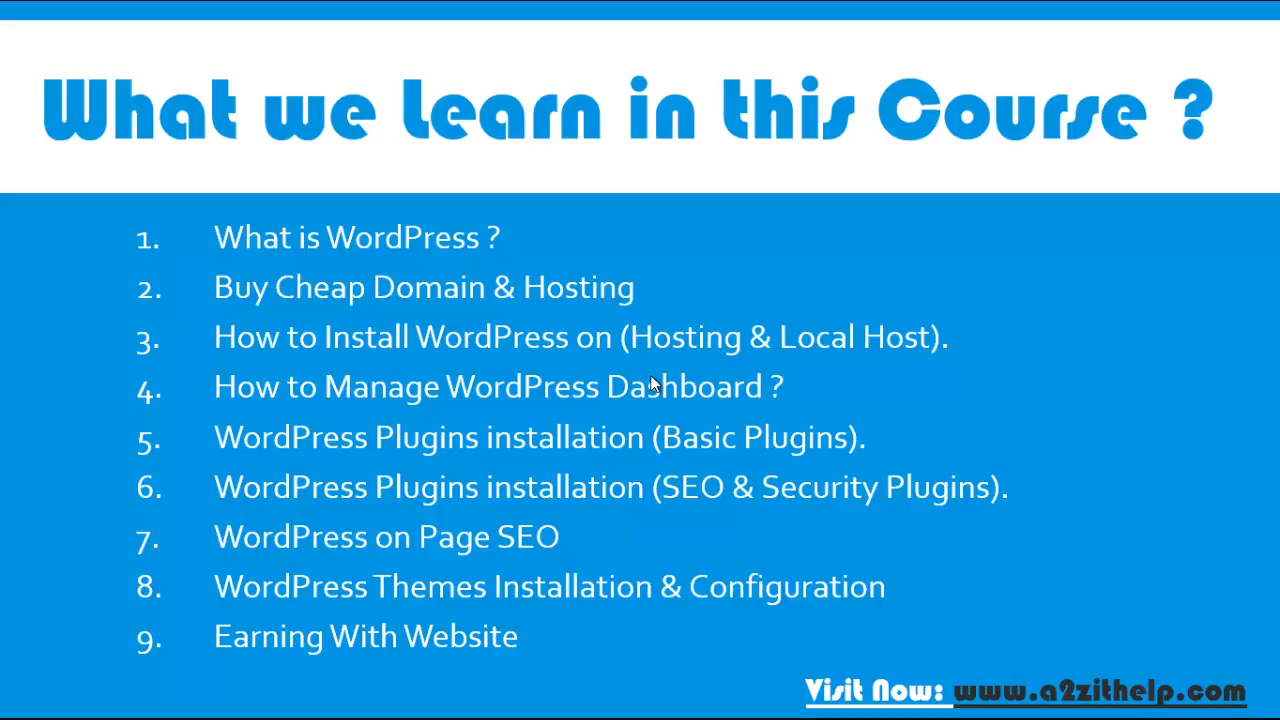 What we Learn in this Course ?
1. What is WordPress ?
2. Buy Cheap Domain & Hosting
3. How to Install WordPress on (Hosting & Local Host).
4. How to Manage WordPress Dashboard ?
5. WordPress Plugins installation (Basic Plugins).
6. WordPress Plugins installation (SEO & Security Plugins).
7. WordPress on Page SEO
8. WordPress Themes Installation & Configuration
9. Earning With Website
Visit Now: www.a2zithelp.com